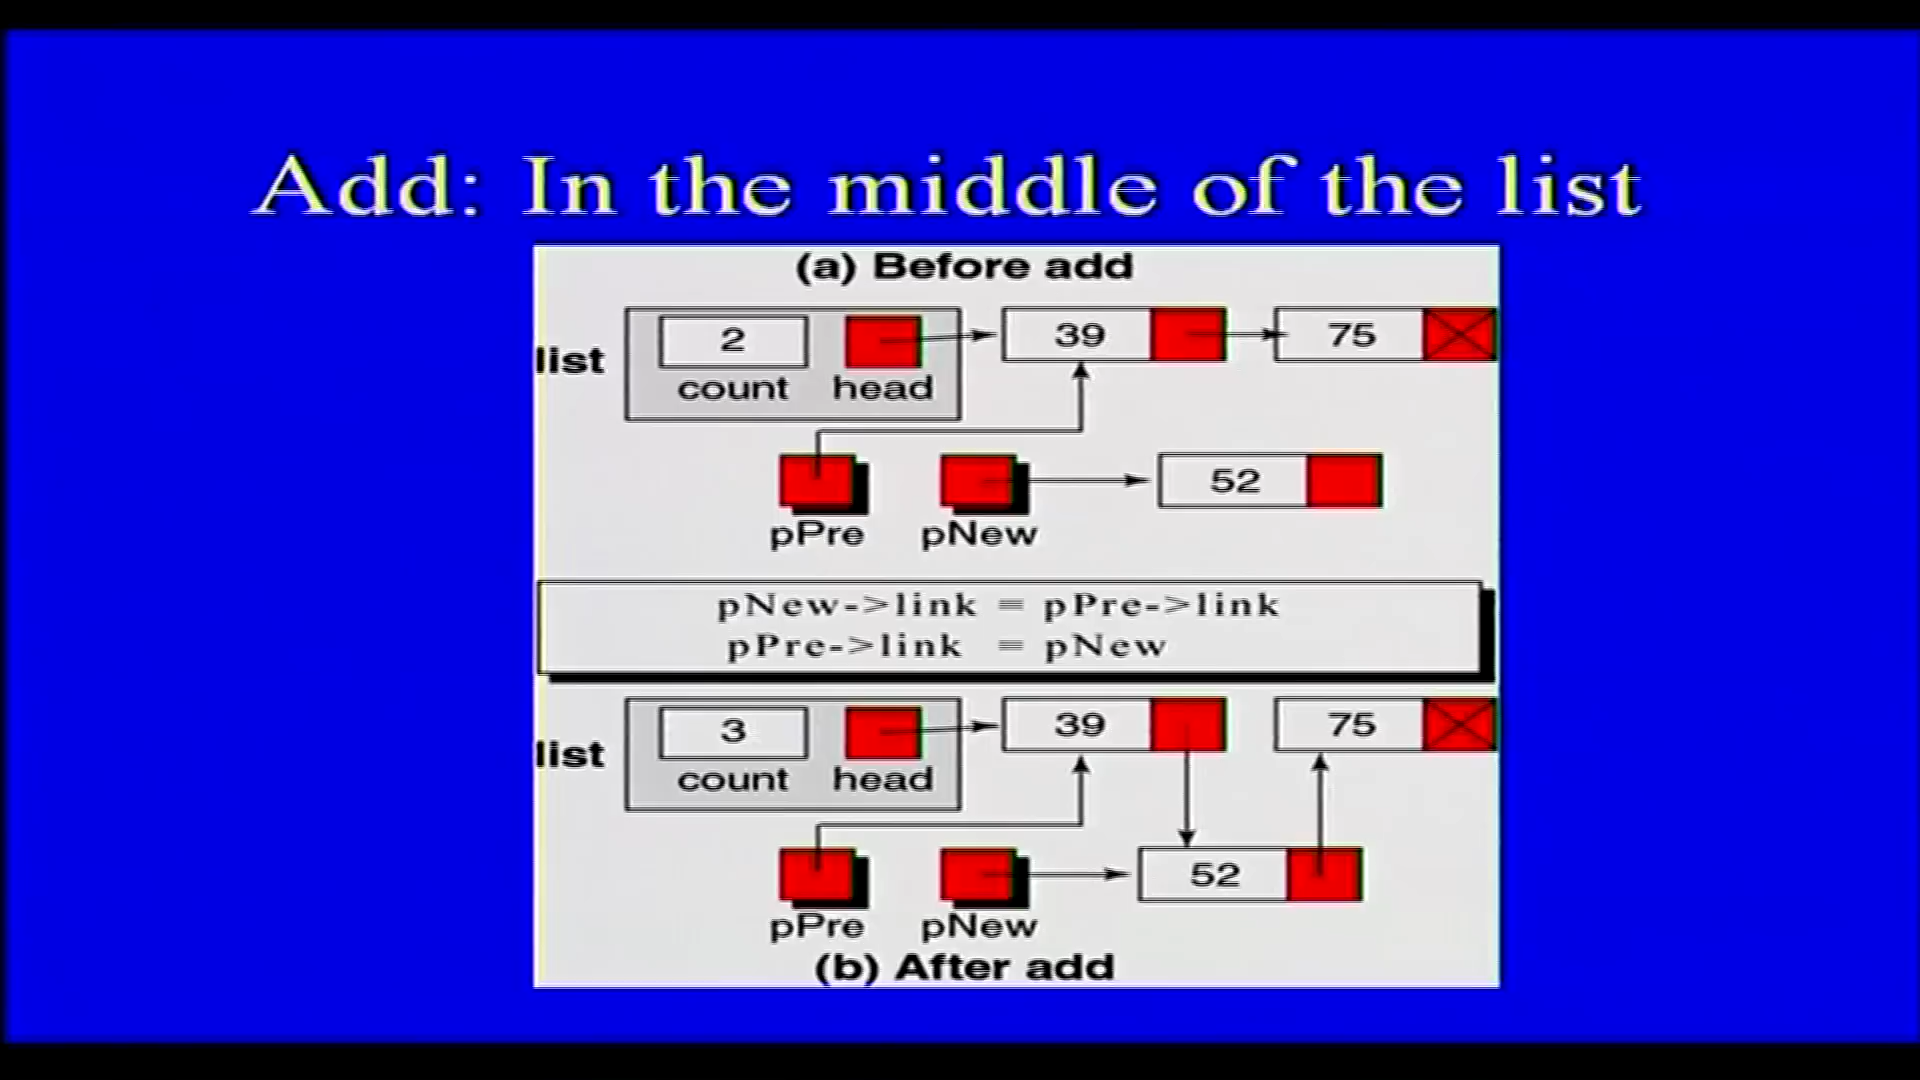 Add: In the middle of the list
(a) Before add
list 2 39 75
count head
52
pPre pNew
pNew->link = pPre->link
pPre->link = pNew
list 3 39 75
count head
52
pPre pNew
(b) After add